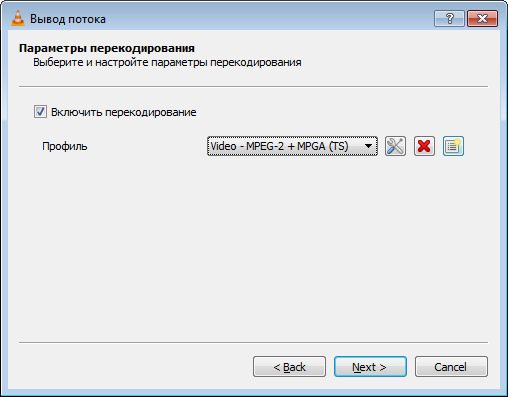 Вывод потока
Параметры перекодирования
Выберите и настройте параметры перекодирования
Включить перекодирование
Профиль Video - MPEG-2 + MPGA (TS)
< Back Next > Cancel